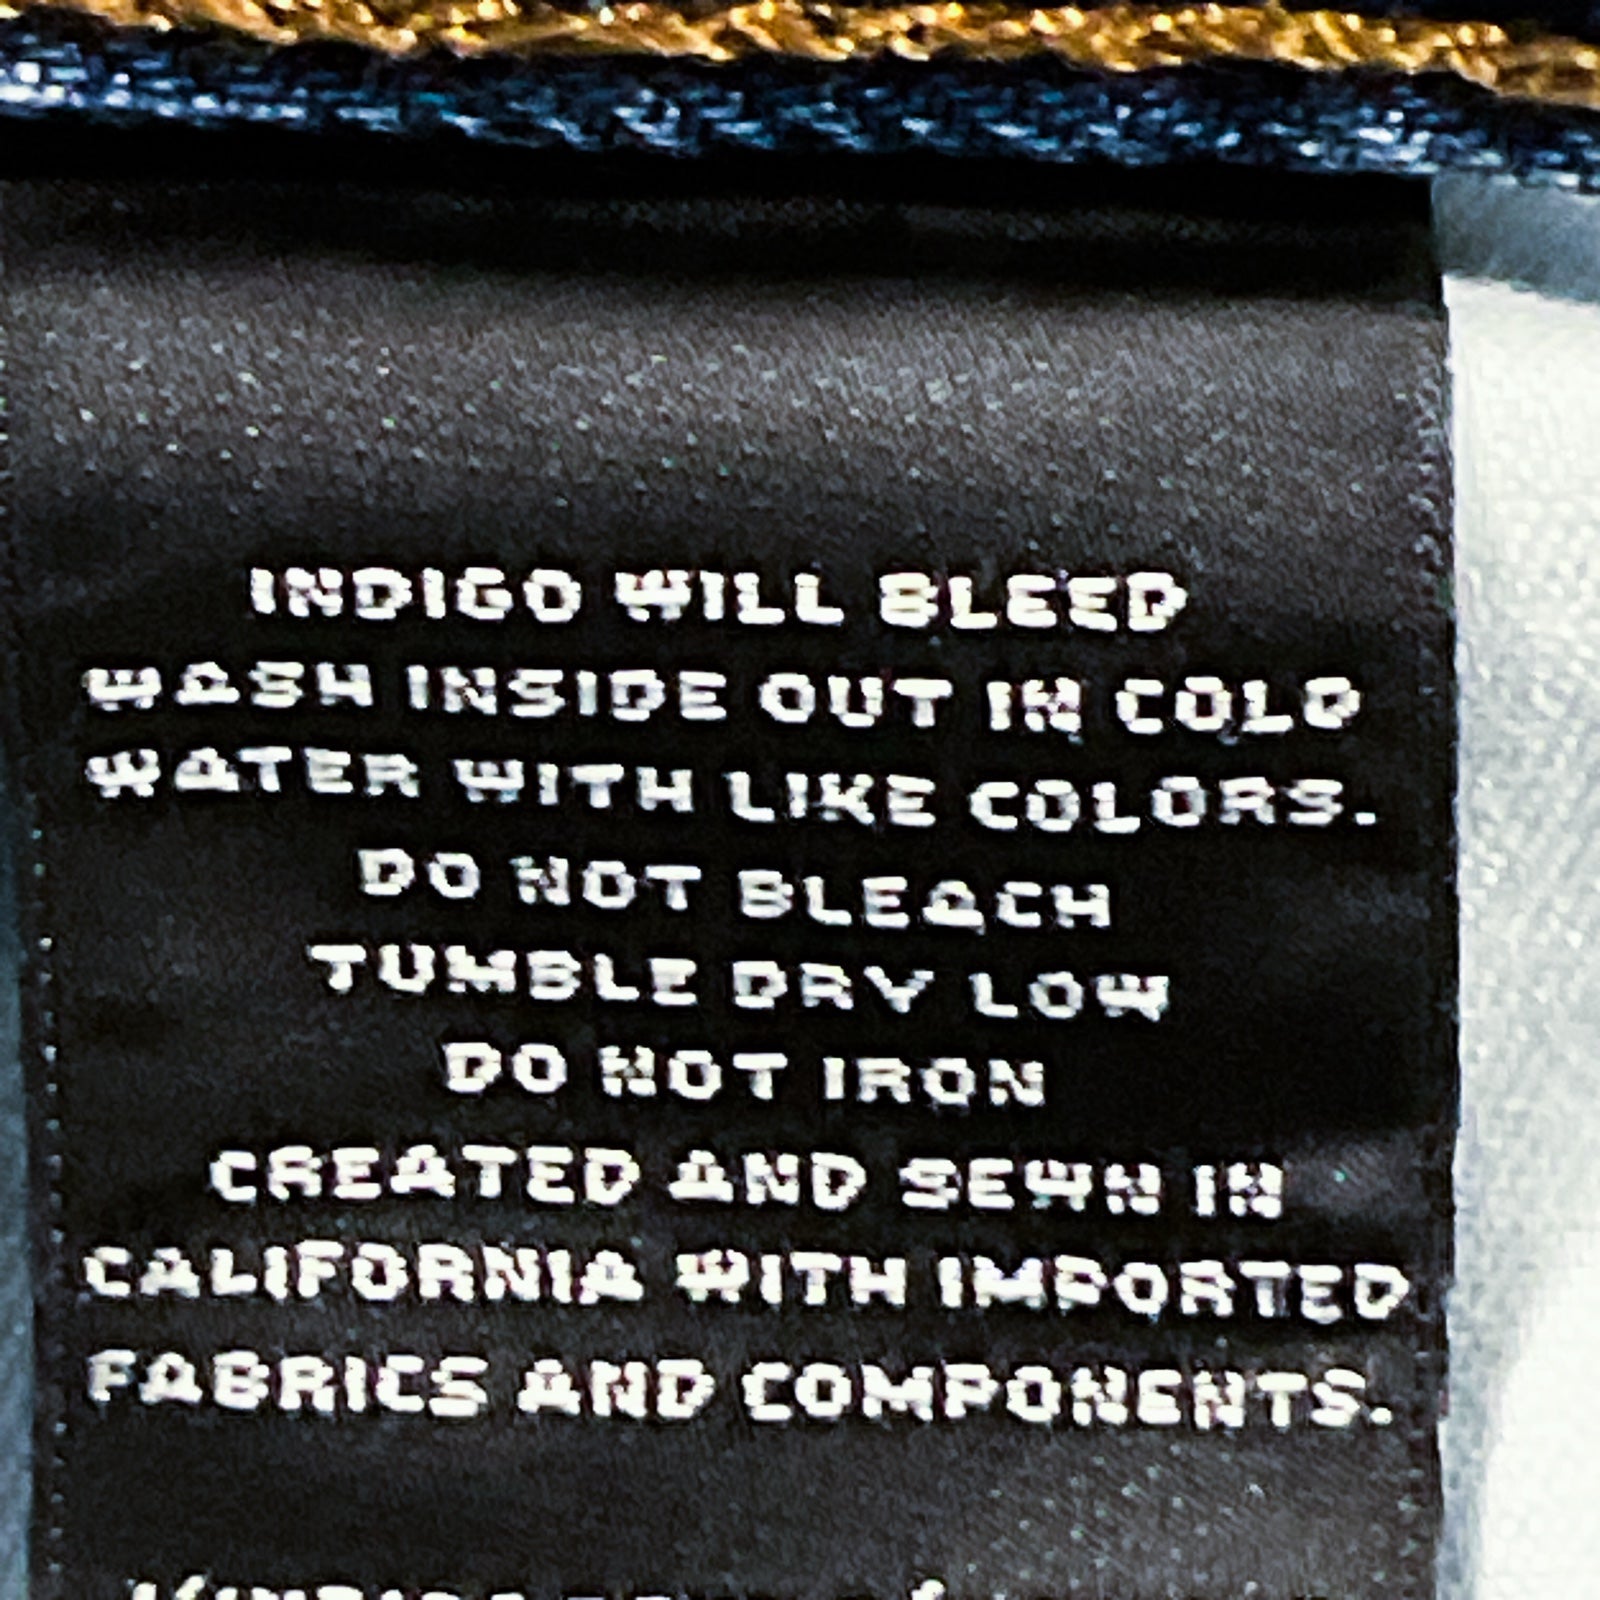 INDIGO WILL BLEED
WASH INSIDE OUT IN COLD
WATER WITH LIKE COLORS.
DO NOT BLEACH
TUMBLE DRY LOW
DO NOT IRON
CREATED AND SEWN IN
CALIFORNIA WITH IMPORTED
FABRICS AND COMPONENTS.